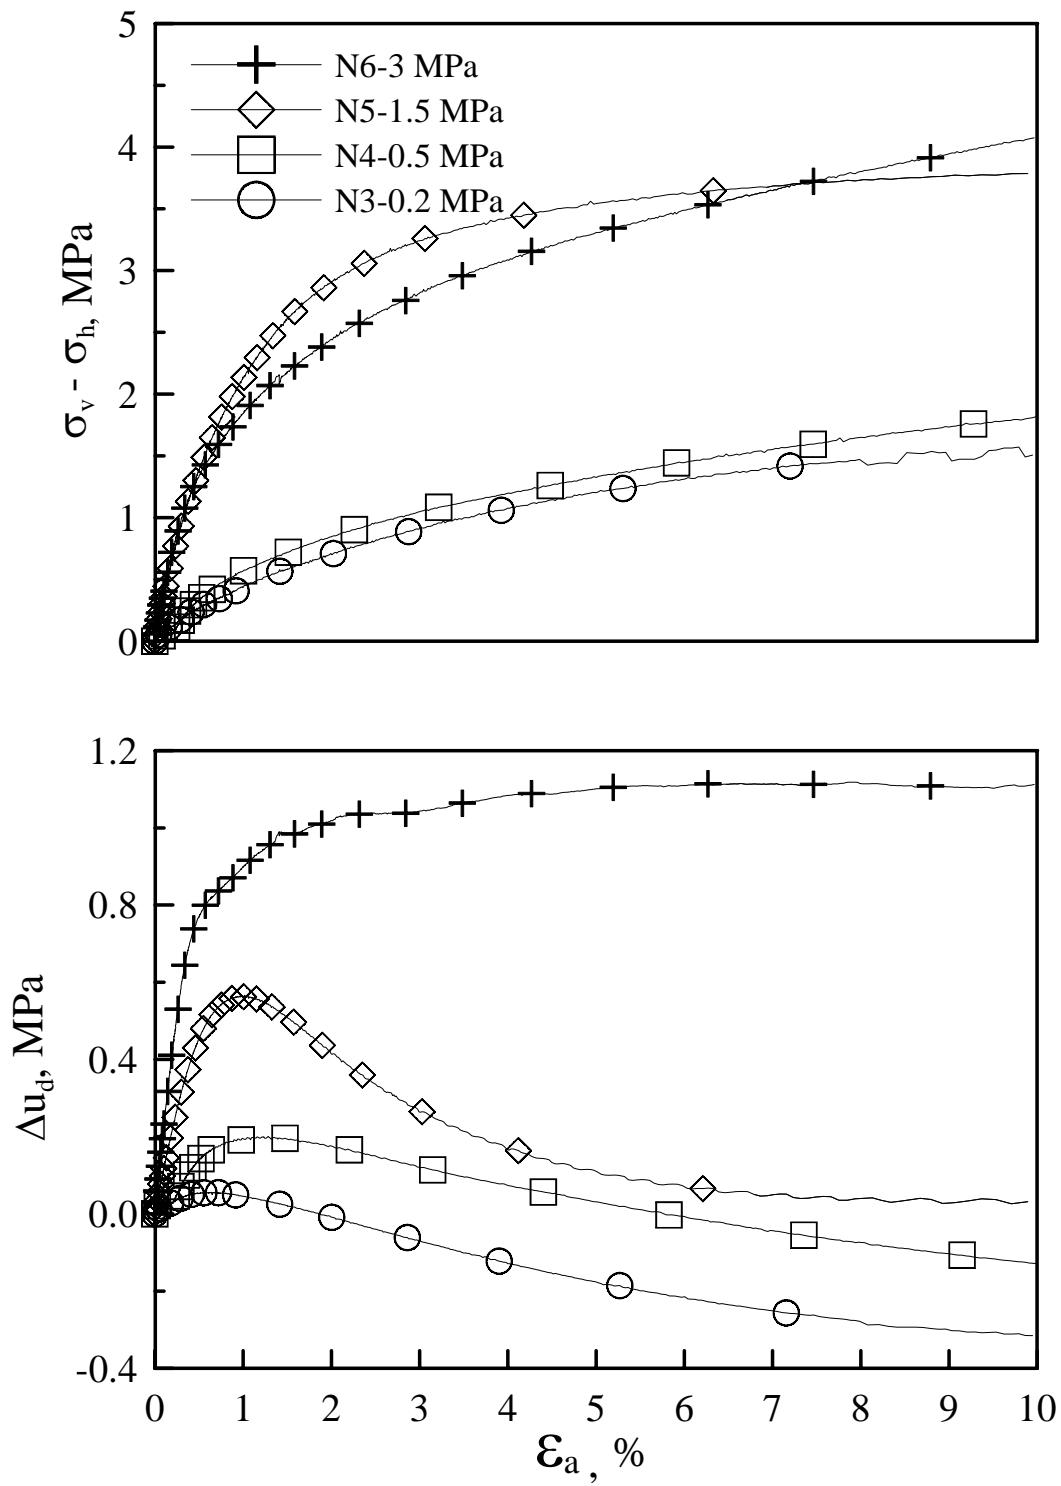 5
4
3
2
1
0
σv - σh, MPa
N6-3 MPa
N5-1.5 MPa
N4-0.5 MPa
N3-0.2 MPa
1.2
0.8
0.4
0.0
-0.4
Δud, MPa
0 1 2 3 4 5 6 7 8 9 10
εa , %